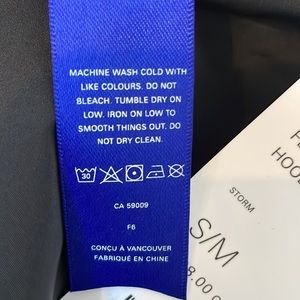 MACHINE WASH COLD WITH
LIKE COLOURS. DO NOT
BLEACH. TUMBLE DRY ON
LOW. IRON ON LOW TO
SMOOTH THINGS OUT. DO
NOT DRY CLEAN.
30
CA 59009
F6
CONÇU À VANCOUVER
FABRIQUÉ EN CHINE
STORM
S/M